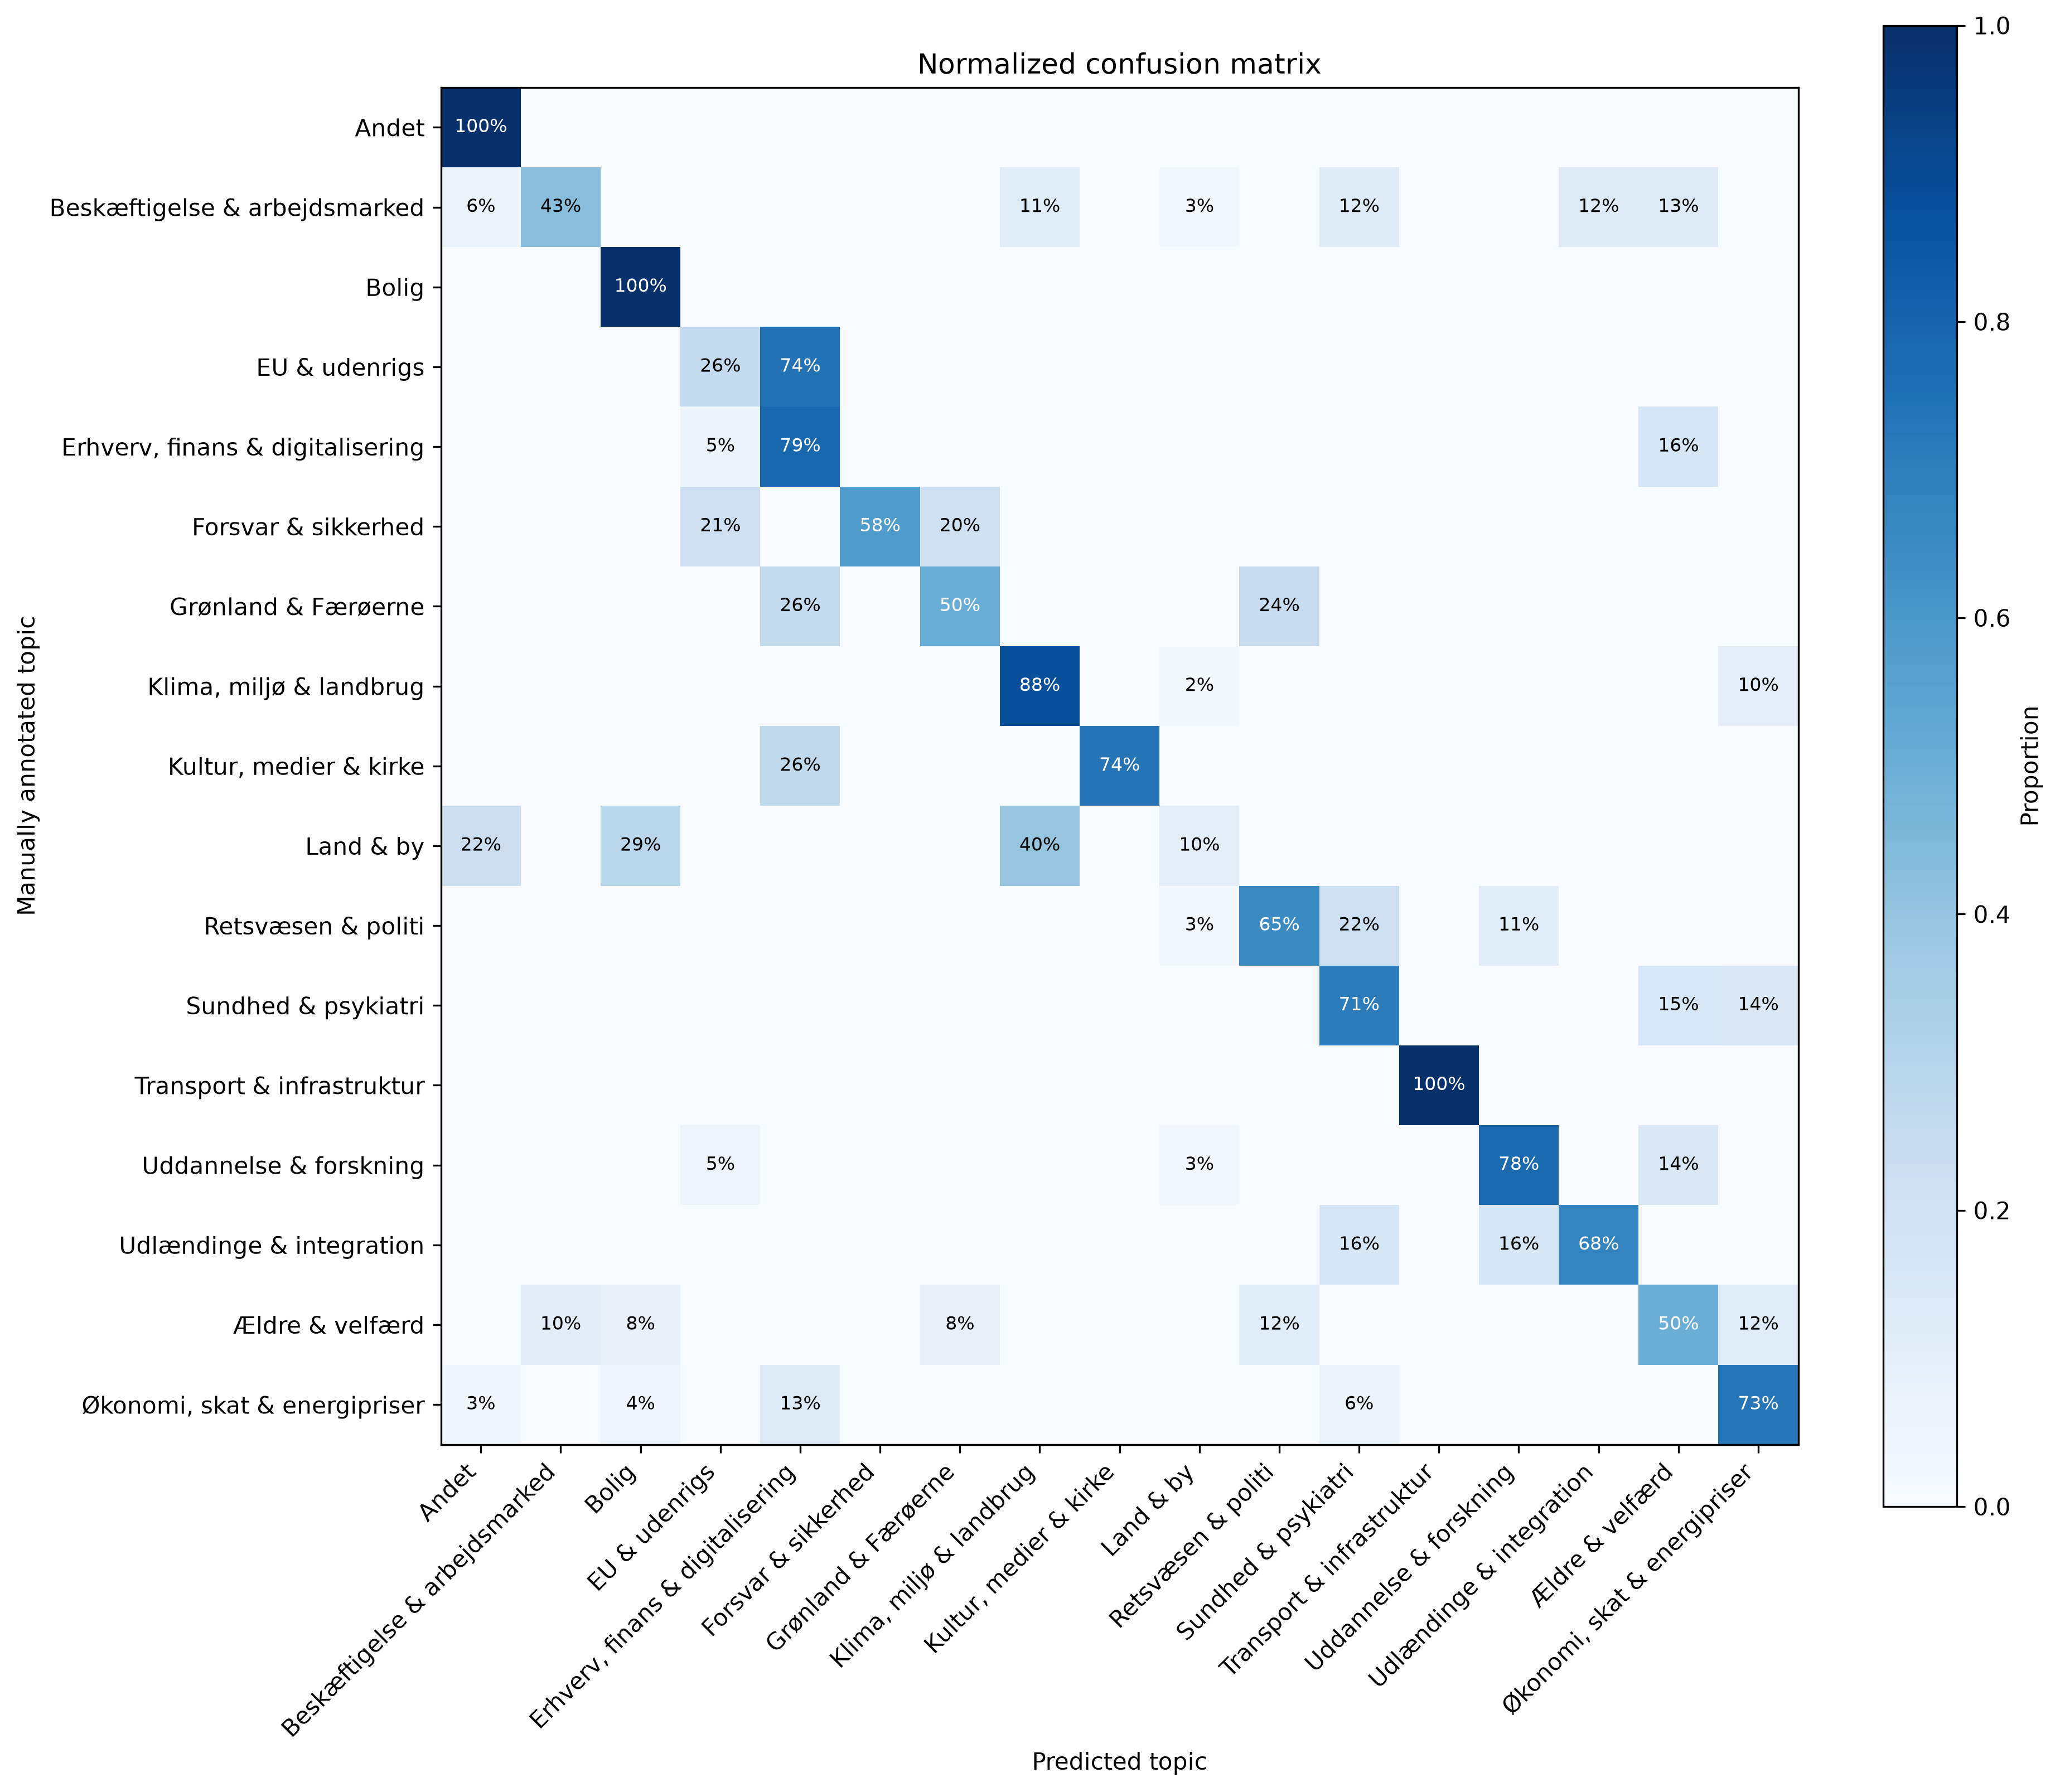 Normalized confusion matrix
Manually annotated topic
Andet 100%
Beskæftigelse & arbejdsmarked 6% 43% 11% 3% 12% 12% 13%
Bolig 100%
EU & udenrigs 26% 74%
Erhverv, finans & digitalisering 5% 79% 16%
Forsvar & sikkerhed 21% 58% 20%
Grønland & Færøerne 26% 50% 24%
Klima, miljø & landbrug 88% 2% 10%
Kultur, medier & kirke 26% 74%
Land & by 22% 29% 40% 10%
Retsvæsen & politi 3% 65% 22% 11%
Sundhed & psykiatri 71% 15% 14%
Transport & infrastruktur 100%
Uddannelse & forskning 5% 3% 78% 14%
Udlændinge & integration 16% 16% 68%
Ældre & velfærd 10% 8% 8% 12% 50% 12%
Økonomi, skat & energipriser 3% 4% 13% 6% 73%
Andet
Beskæftigelse & arbejdsmarked
Bolig
EU & udenrigs
Erhverv, finans & digitalisering
Forsvar & sikkerhed
Grønland & Færøerne
Klima, miljø & landbrug
Kultur, medier & kirke
Land & by
Retsvæsen & politi
Sundhed & psykiatri
Transport & infrastruktur
Uddannelse & forskning
Udlændinge & integration
Ældre & velfærd
Økonomi, skat & energipriser
Predicted topic
1.0
0.8
0.6
0.4
0.2
0.0
Proportion